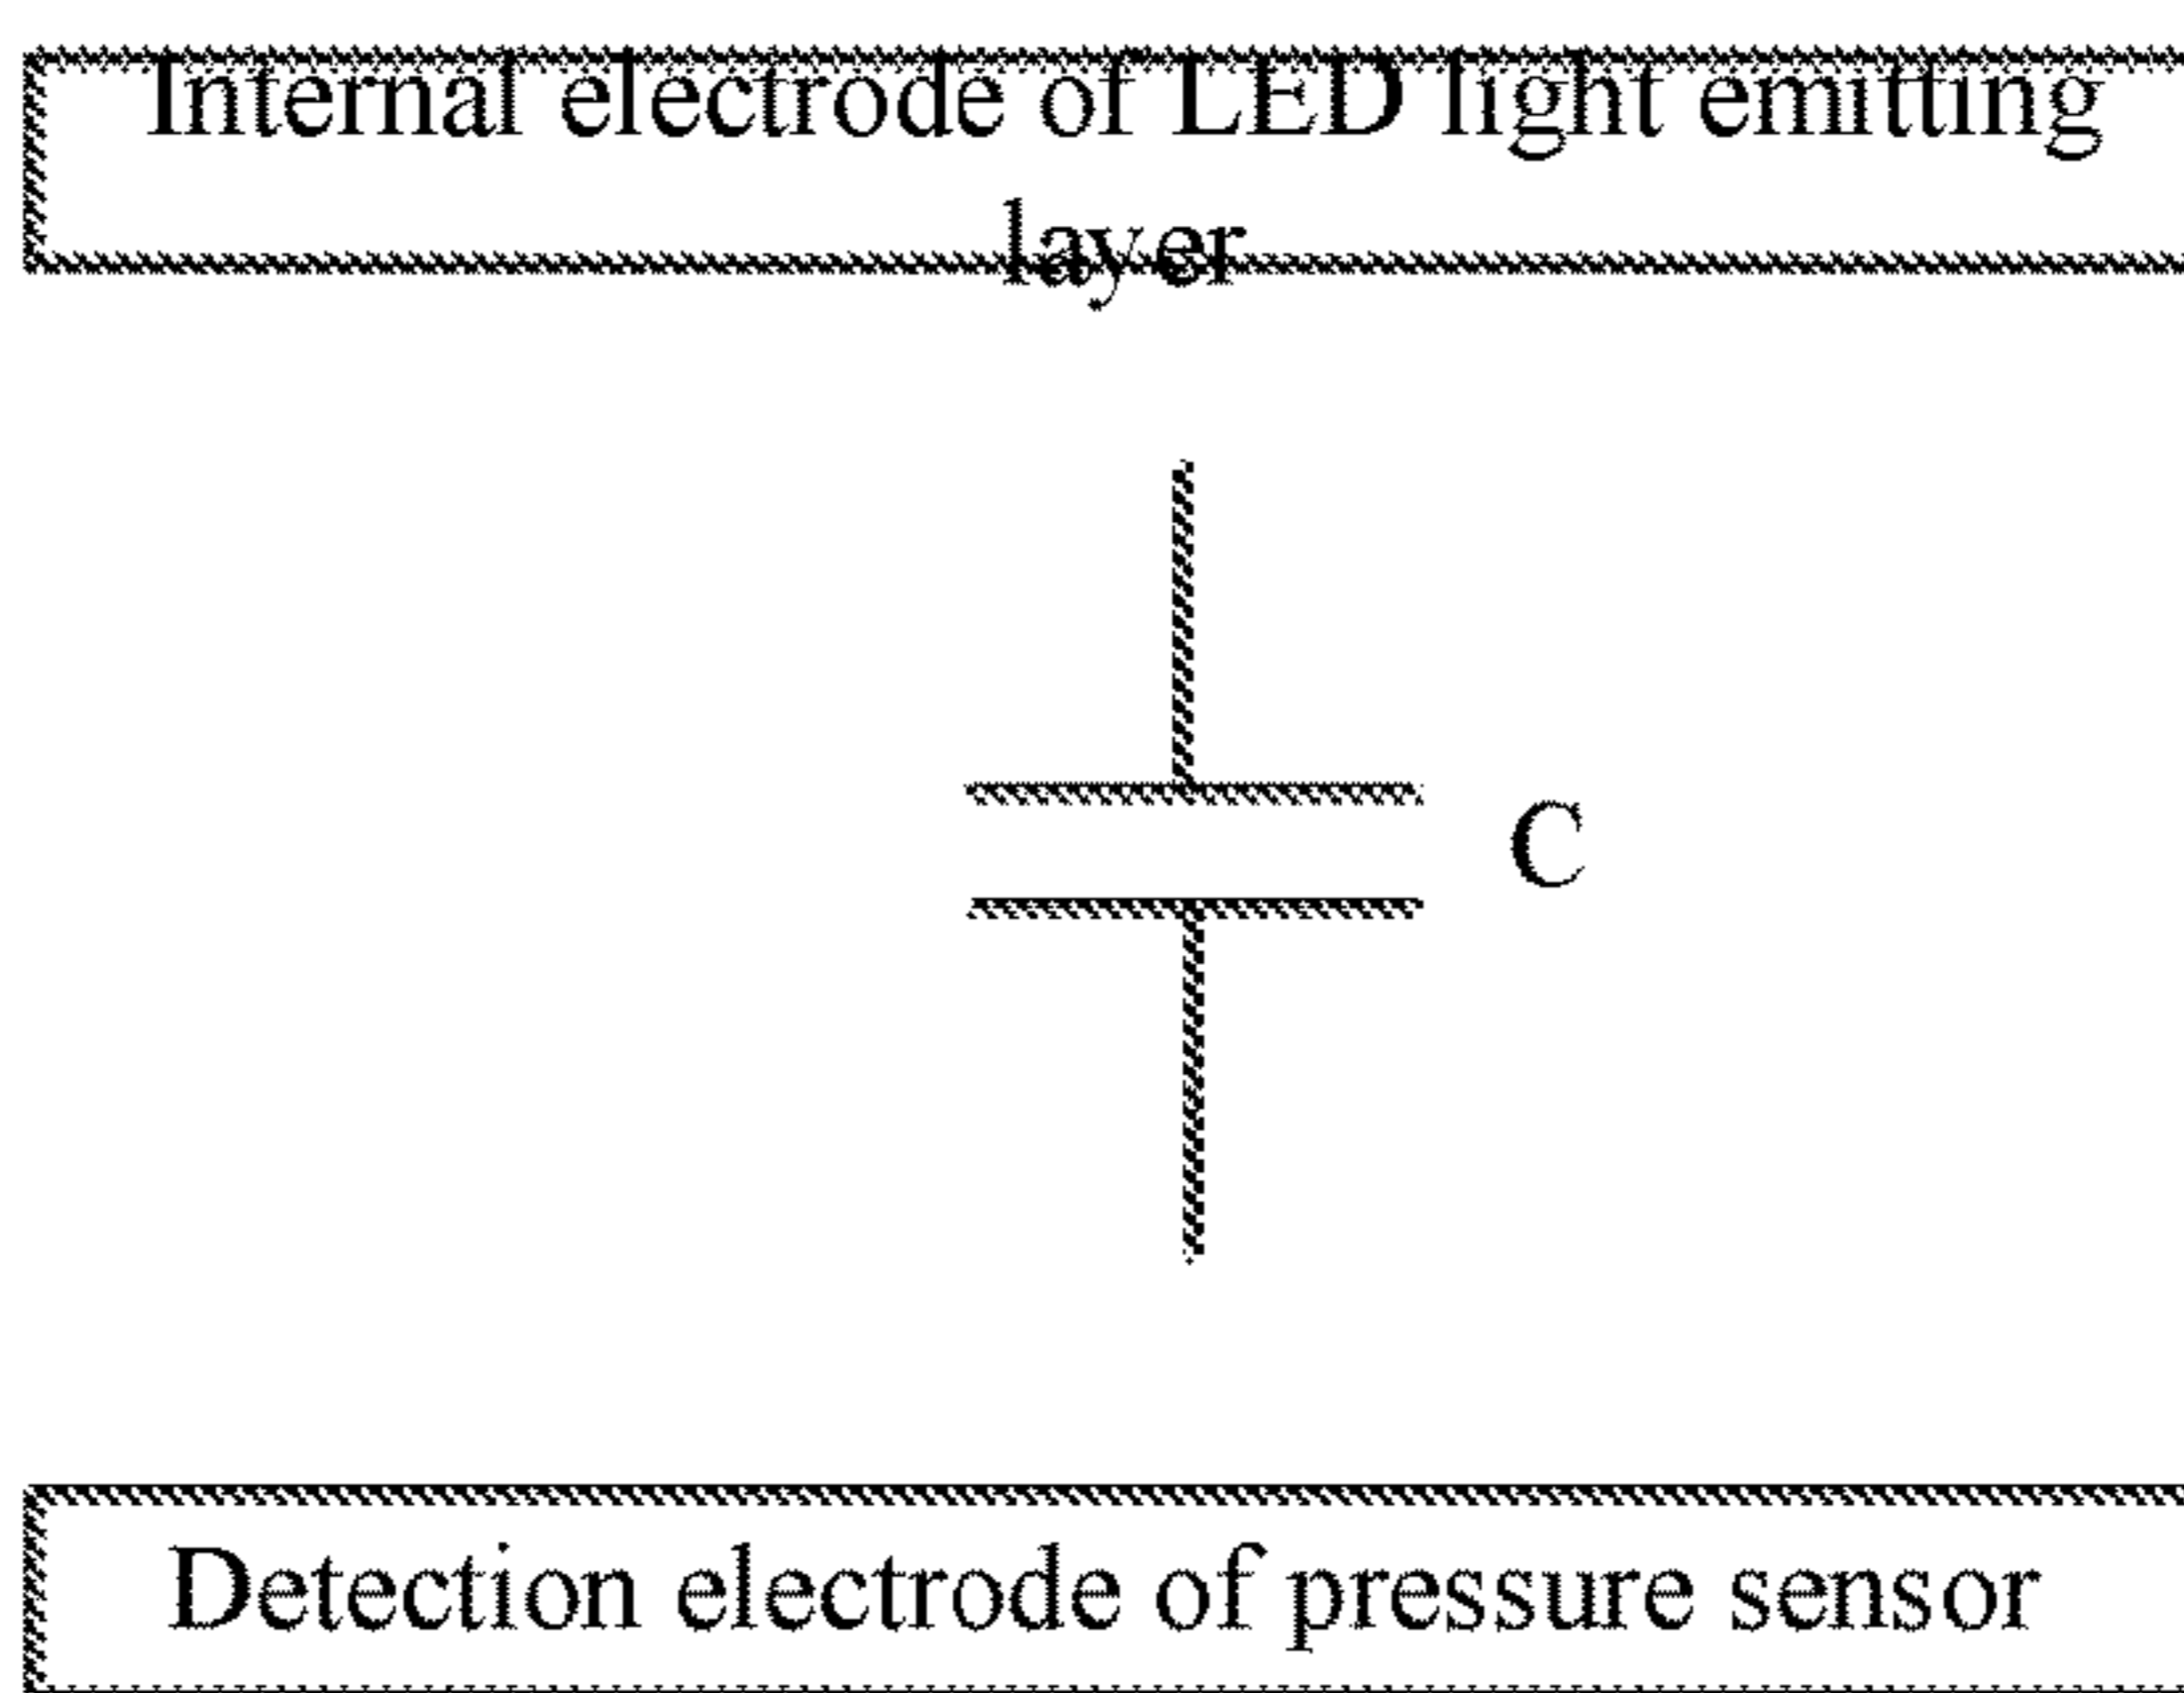 Internal electrode of LED light emitting
layer
C
Detection electrode of pressure sensor